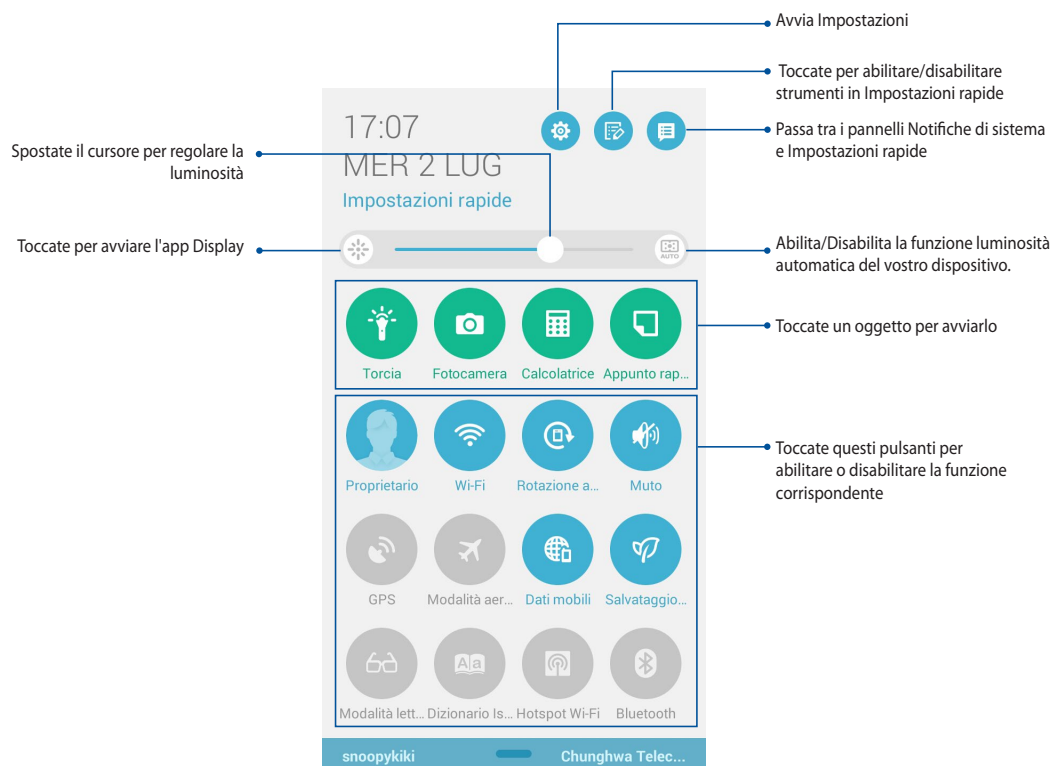 Avvia Impostazioni
Toccate per abilitare/disabilitare
strumenti in Impostazioni rapide
Passa tra i pannelli Notifiche di sistema
e Impostazioni rapide
17:07
MER 2 LUG
Impostazioni rapide
Spostate il cursore per regolare la
luminosità
Toccate per avviare l'app Display
AUTO
Abilita/Disabilita la funzione luminosità
automatica del vostro dispositivo.
Toccate un oggetto per avviarlo
Torcia Fotocamera Calcolatrice Appunto rap...
Toccate questi pulsanti per
abilitare o disabilitare la funzione
corrispondente
Proprietario Wi-Fi Rotazione a... Muto
GPS Modalità aer... Dati mobili Salvataggio...
Aa
Modalità lett... Dizionario Is... Hotspot Wi-Fi Bluetooth
snoopykiki Chunghwa Telec...